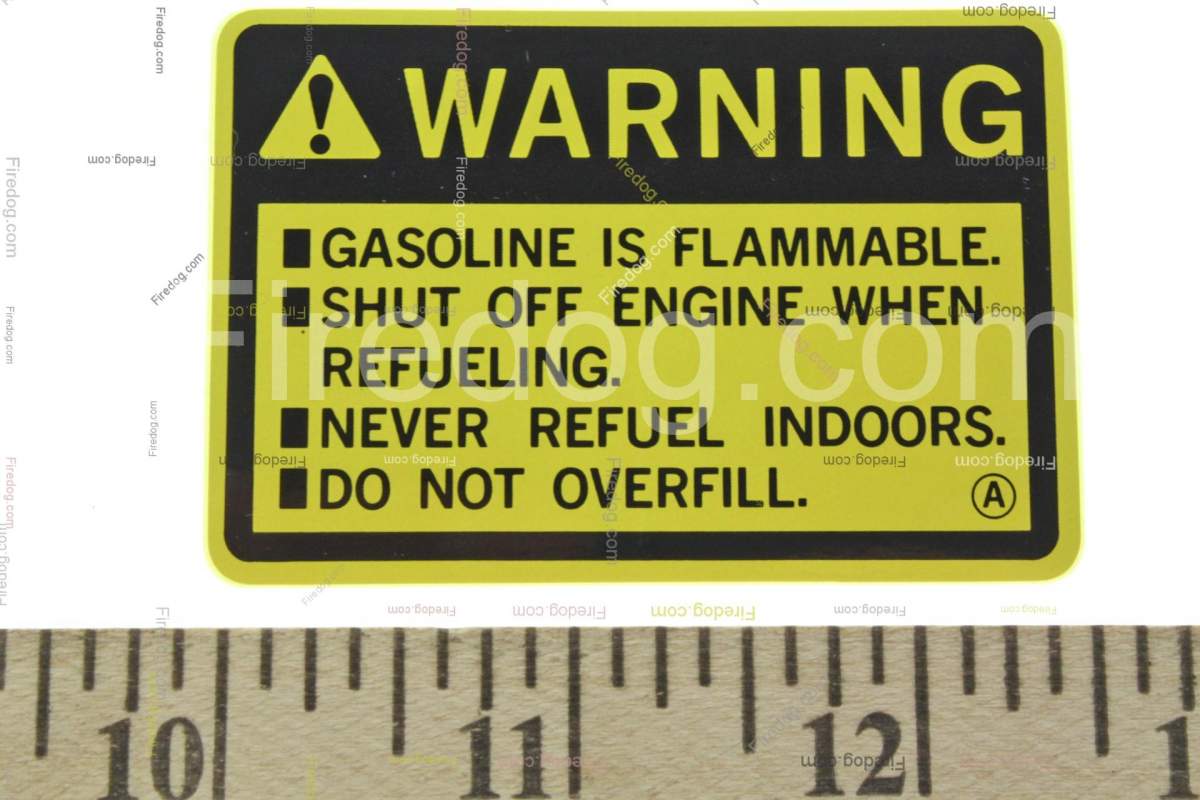 WARNING
■ GASOLINE IS FLAMMABLE.
■ SHUT OFF ENGINE WHEN
REFUELING.
■ NEVER REFUEL INDOORS.
■ DO NOT OVERFILL.
A
Firedog.com
10 11 12